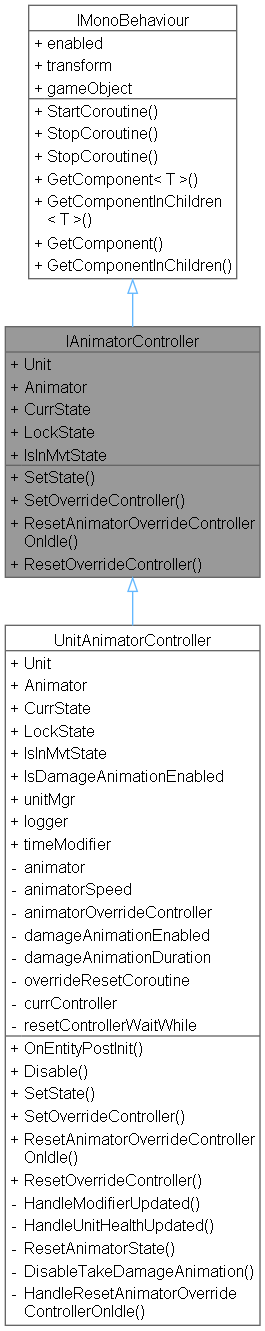 IMonoBehaviour
+ enabled
+ transform
+ gameObject
+ StartCoroutine()
+ StopCoroutine()
+ StopCoroutine()
+ GetComponent< T >()
+ GetComponentInChildren
< T >()
+ GetComponent()
+ GetComponentInChildren()
IAnimatorController
+ Unit
+ Animator
+ CurrState
+ LockState
+ IsInMvtState
+ SetState()
+ SetOverrideController()
+ ResetAnimatorOverrideController
OnIdle()
+ ResetOverrideController()
UnitAnimatorController
+ Unit
+ Animator
+ CurrState
+ LockState
+ IsInMvtState
+ IsDamageAnimationEnabled
+ unitMgr
+ logger
+ timeModifier
- animator
- animatorSpeed
- animatorOverrideController
- damageAnimationEnabled
- damageAnimationDuration
- overrideResetCoroutine
- currController
- resetControllerWaitWhile
+ OnEntityPostInit()
+ Disable()
+ SetState()
+ SetOverrideController()
+ ResetAnimatorOverrideController
OnIdle()
+ ResetOverrideController()
- HandleModifierUpdated()
- HandleUnitHealthUpdated()
- ResetAnimatorState()
- DisableTakeDamageAnimation()
- HandleResetAnimatorOverride
ControllerOnIdle()